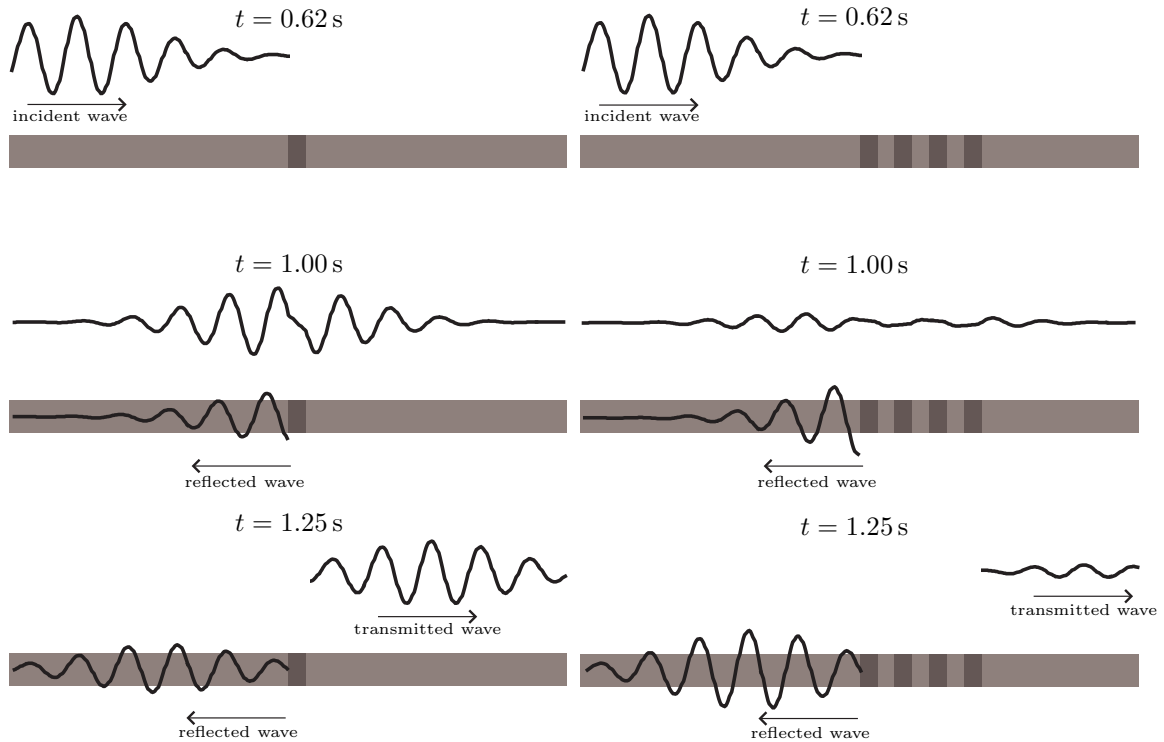 t = 0.62 s
t = 0.62 s
incident wave
incident wave
t = 1.00 s
t = 1.00 s
reflected wave
reflected wave
t = 1.25 s
t = 1.25 s
transmitted wave
transmitted wave
reflected wave
reflected wave